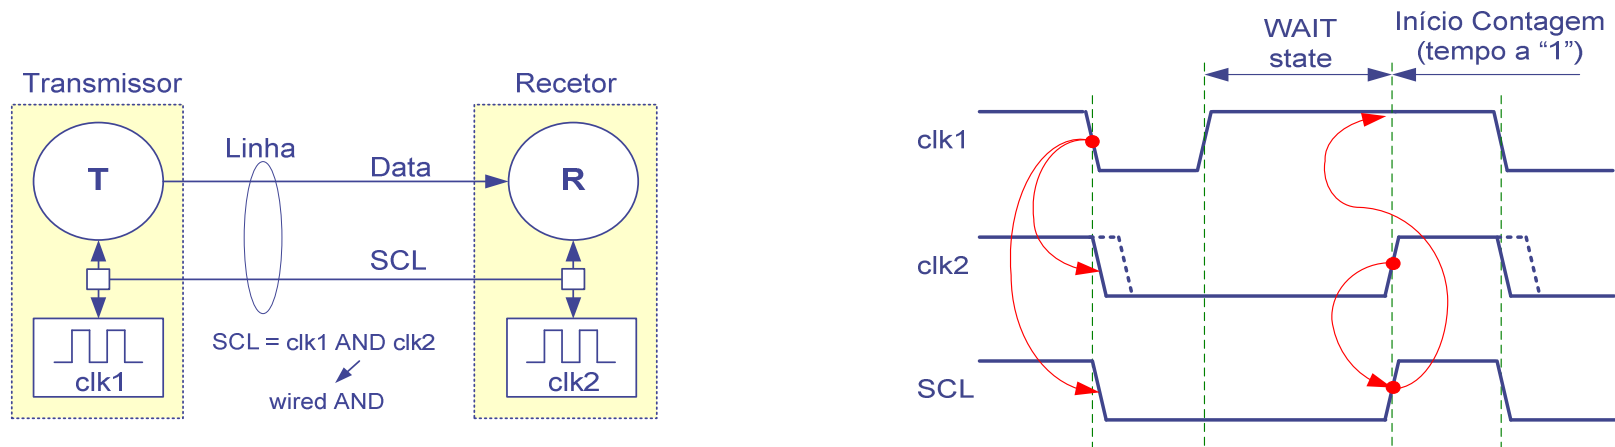 Transmissor
Recetor
Linha
T
Data
R
SCL
SCL = clk1 AND clk2
wired AND
clk1
clk2
WAIT
state
Início Contagem
(tempo a “1”)
clk1
clk2
SCL